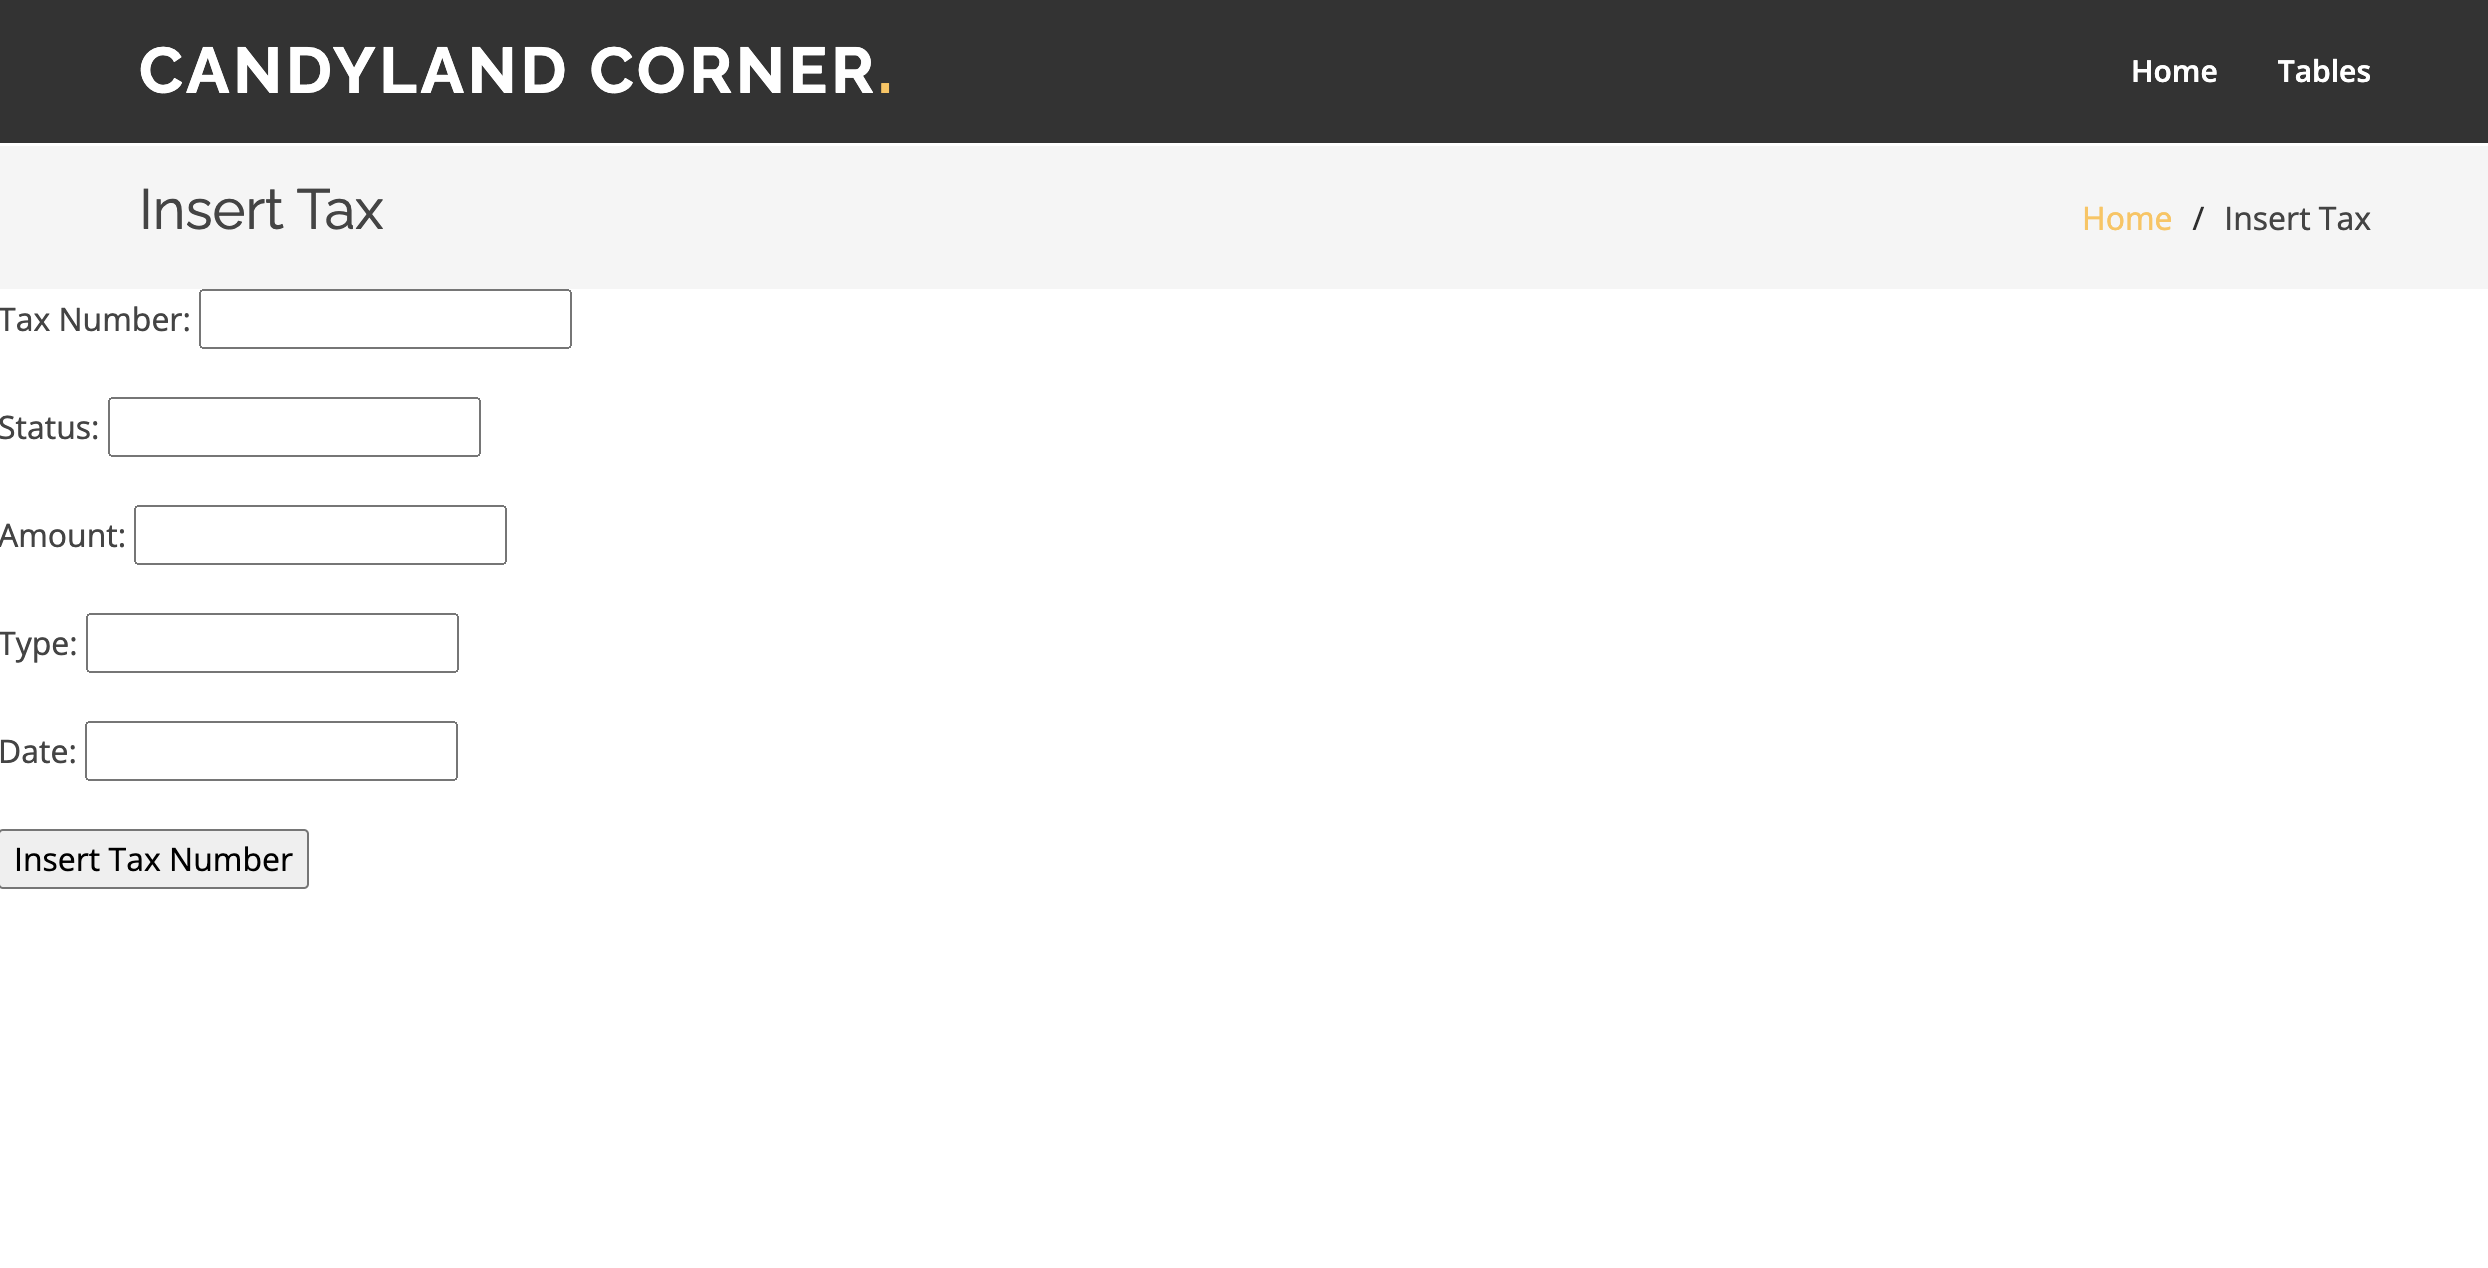 CANDYLAND CORNER.
Home Tables
Insert Tax
Home / Insert Tax
Tax Number:
Status:
Amount:
Type:
Date:
Insert Tax Number